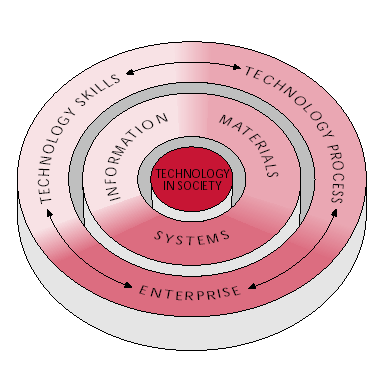 TECHNOLOGY SKILLS
TECHNOLOGY PROCESS
INFORMATION
MATERIALS
TECHNOLOGY
IN SOCIETY
SYSTEMS
ENTERPRISE